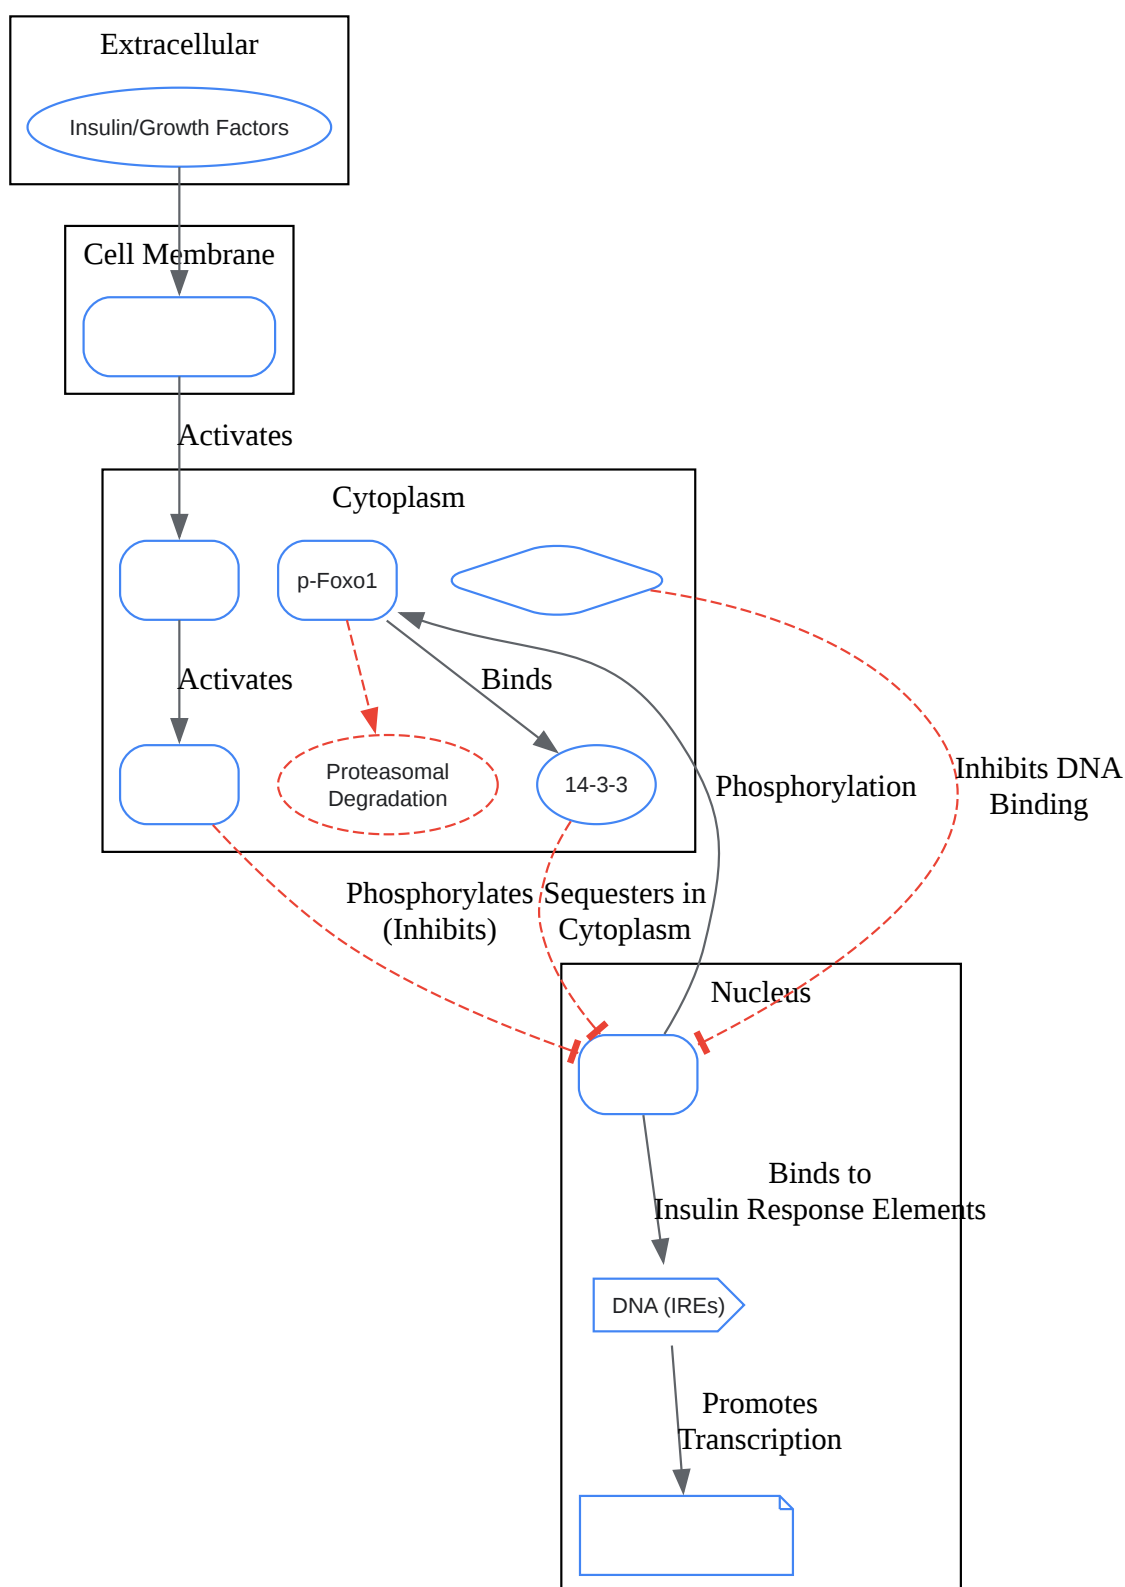 Extracellular
Insulin/Growth Factors
Cell Membrane
Activates
Cytoplasm
p-Foxo1
Activates
Binds
Proteasomal
Degradation
14-3-3
Phosphorylation
Inhibits DNA
Binding
Phosphorylates
(Inhibits)
Sequesters in
Cytoplasm
Nucleus
Binds to
Insulin Response Elements
DNA (IREs)
Promotes
Transcription